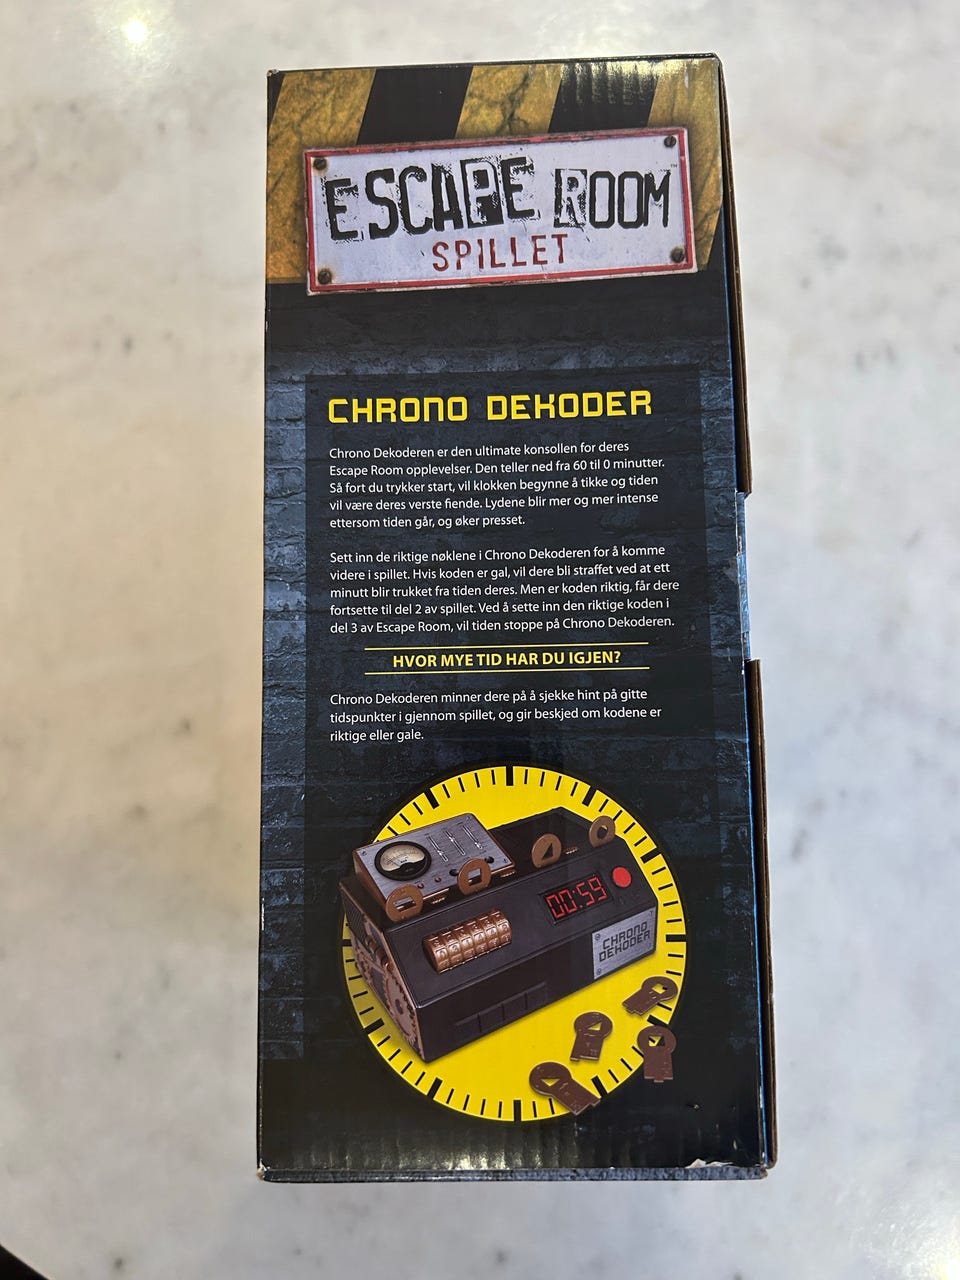 ESCAPE ROOM
SPILLET
CHRONO DEKODER
Chrono Dekoderen er den ultimate konsollen for deres
Escape Room opplevelser. Den teller ned fra 60 til 0 minutter.
Så fort du trykker start, vil klokken begynne å tikke og tiden
vil være deres verste fiende. Lydene blir mer og mer intense
ettersom tiden går, og øker presset.
Sett inn de riktige nøklene i Chrono Dekoderen for å komme
videre i spillet. Hvis koden er gal, vil dere bli straffet ved at ett
minutt blir trukket fra tiden deres. Men er koden riktig, får dere
fortsette til del 2 av spillet. Ved å sette inn den riktige koden i
del 3 av Escape Room, vil tiden stoppe på Chrono Dekoderen.
HVOR MYE TID HAR DU IGJEN?
Chrono Dekoderen minner dere på å sjekke hint på gitte
tidspunkter i gjennom spillet, og gir beskjed om kodene er
riktige eller gale.
00:59
CHRONO
DEKODER